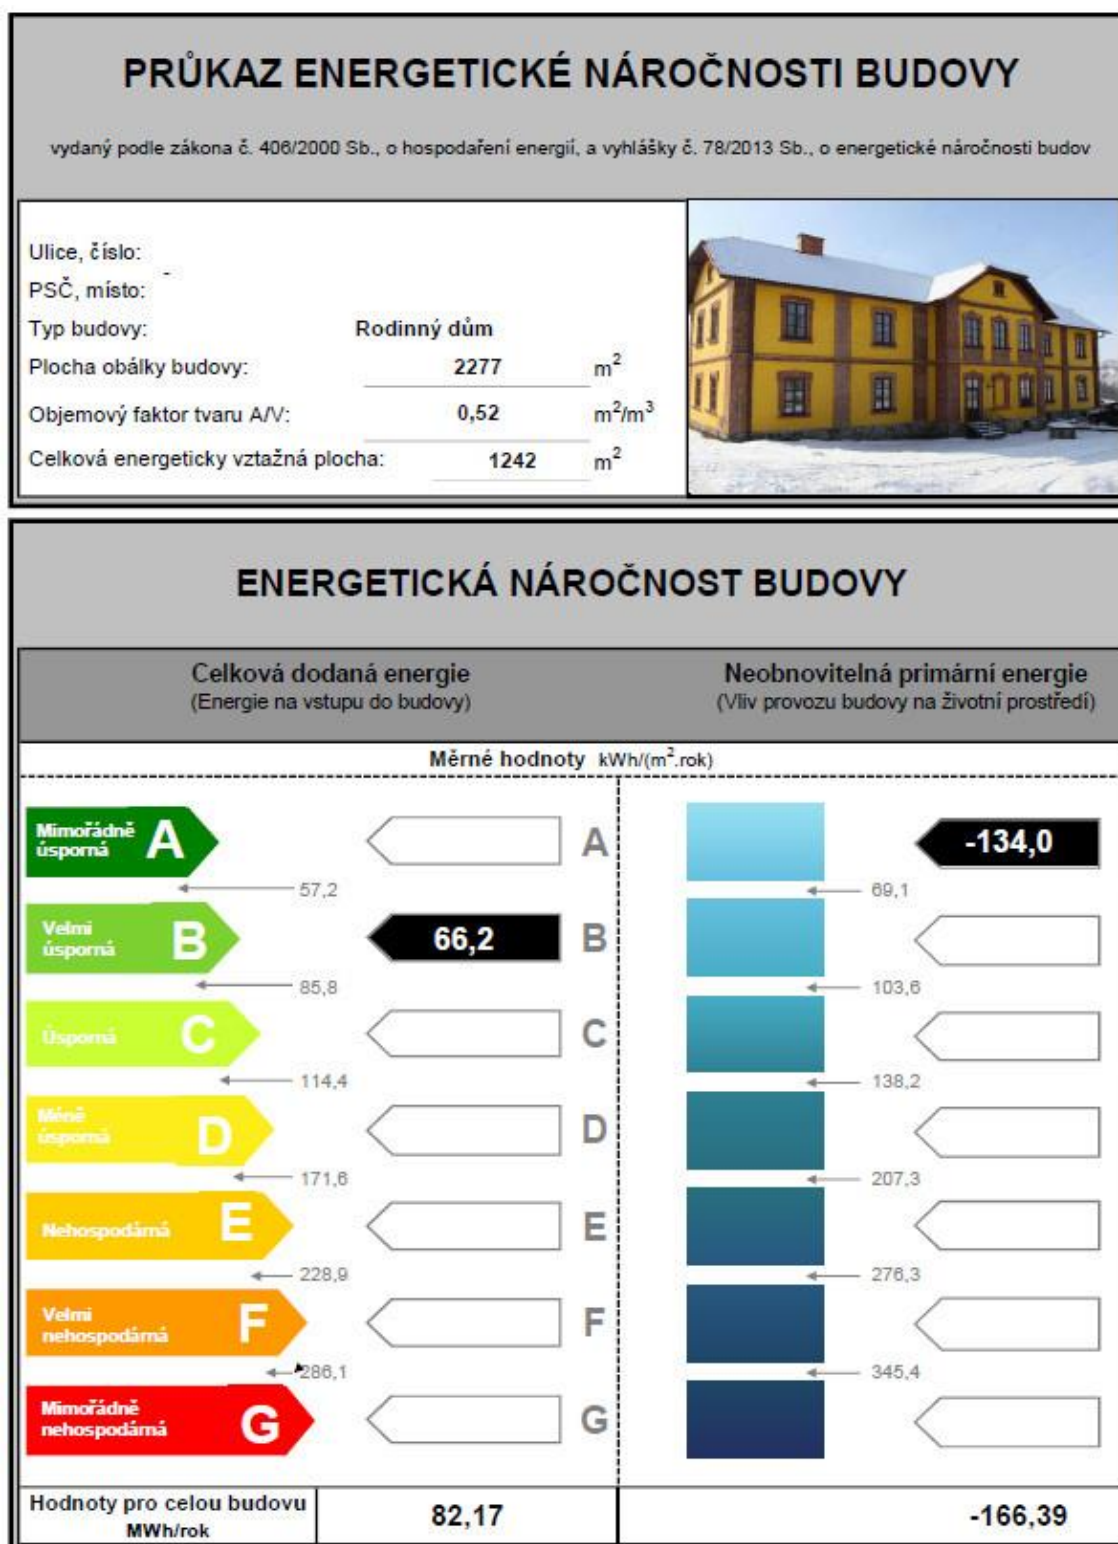 PRŮKAZ ENERGETICKÉ NÁROČNOSTI BUDOVY
vydaný podle zákona č. 406/2000 Sb., o hospodaření energií, a vyhlášky č. 78/2013 Sb., o energetické náročnosti budov
Ulice, číslo:
PSČ, místo: -
Typ budovy: Rodinný dům
Plocha obálky budovy: 2277 m²
Objemový faktor tvaru A/V: 0,52 m²/m³
Celková energeticky vztažná plocha: 1242 m²
ENERGETICKÁ NÁROČNOST BUDOVY
Celková dodaná energie
(Energie na vstupu do budovy)
Neobnovitelná primární energie
(Vliv provozu budovy na životní prostředí)
Měrné hodnoty kWh/(m².rok)
Mimořádně úsporná A A -134,0
57,2 69,1
Velmi úsporná B 66,2 B
85,8 103,6
Úsporná C C
114,4 138,2
Méně úsporná D D
171,6 207,3
Nehospodárná E E
228,9 276,3
Velmi nehospodárná F F
286,1 345,4
Mimořádně nehospodárná G G
Hodnoty pro celou budovu
MWh/rok 82,17 -166,39